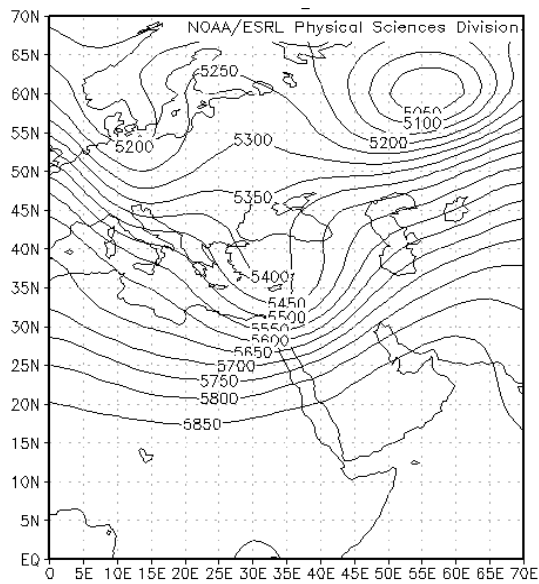 NOAA/ESRL Physical Sciences Division
70N
65N
5250
60N
5050
5100
55N
5200
5300
5200
50N
5350
45N
40N
5400
35N
5450
5500
5550
30N
5600
5650
25N
5700
5750
20N
5800
5850
15N
10N
5N
EQ
0 5E 10E 15E 20E 25E 30E 35E 40E 45E 50E 55E 60E 65E 70E